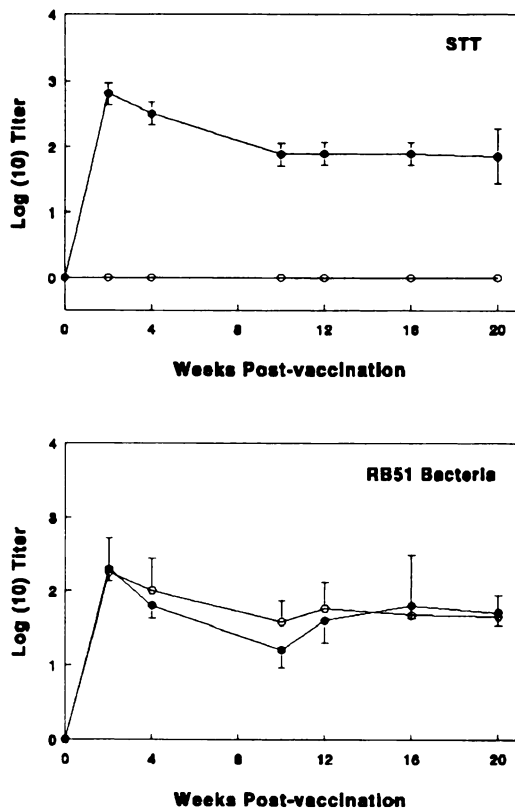 4
STT
3
2
1
0
Log (10) Titer
0 4 8 12 16 20
Weeks Post-vaccination
4
RB51 Bacteria
3
2
1
0
Log (10) Titer
0 4 8 12 16 20
Weeks Post-vaccination